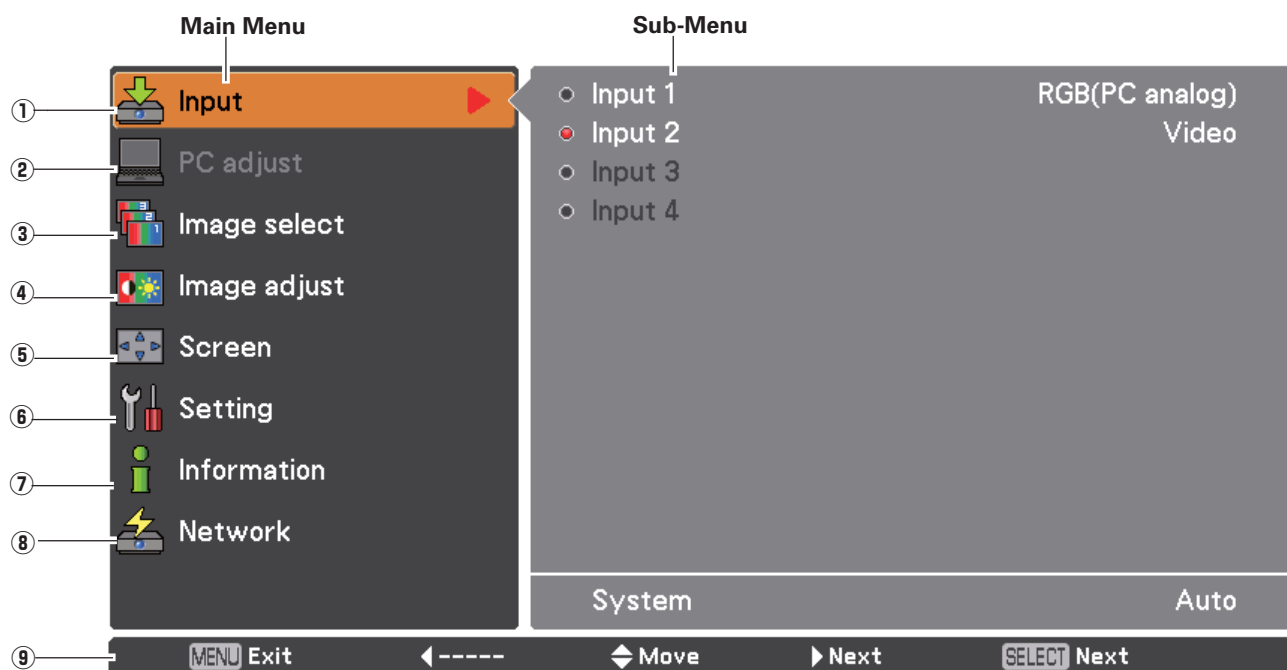 Main Menu Sub-Menu
① Input
② PC adjust
③ Image select
④ Image adjust
⑤ Screen
⑥ Setting
⑦ Information
⑧ Network
Input 1 RGB(PC analog)
Input 2 Video
Input 3
Input 4
System Auto
⑨ MENU Exit ◀----- Move Next SELECT Next